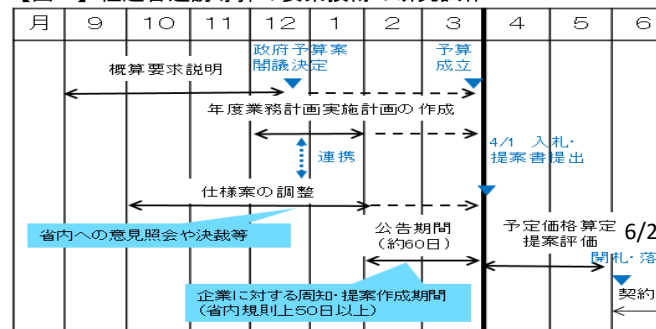 月 9 10 11 12 1 2 3 4 5 6
政府予算案
閣議決定
予算
成立
概算要求説明
年度業務計画実施計画の作成
4/1 入札・
提案書提出
連携
仕様案の調整
省内への意見照会や決裁等
公告期間
(約60日)
予定価格算定
提案評価
6/2
開札・落
企業に対する周知・提案作成期間
(省内規則上50日以上)
契約